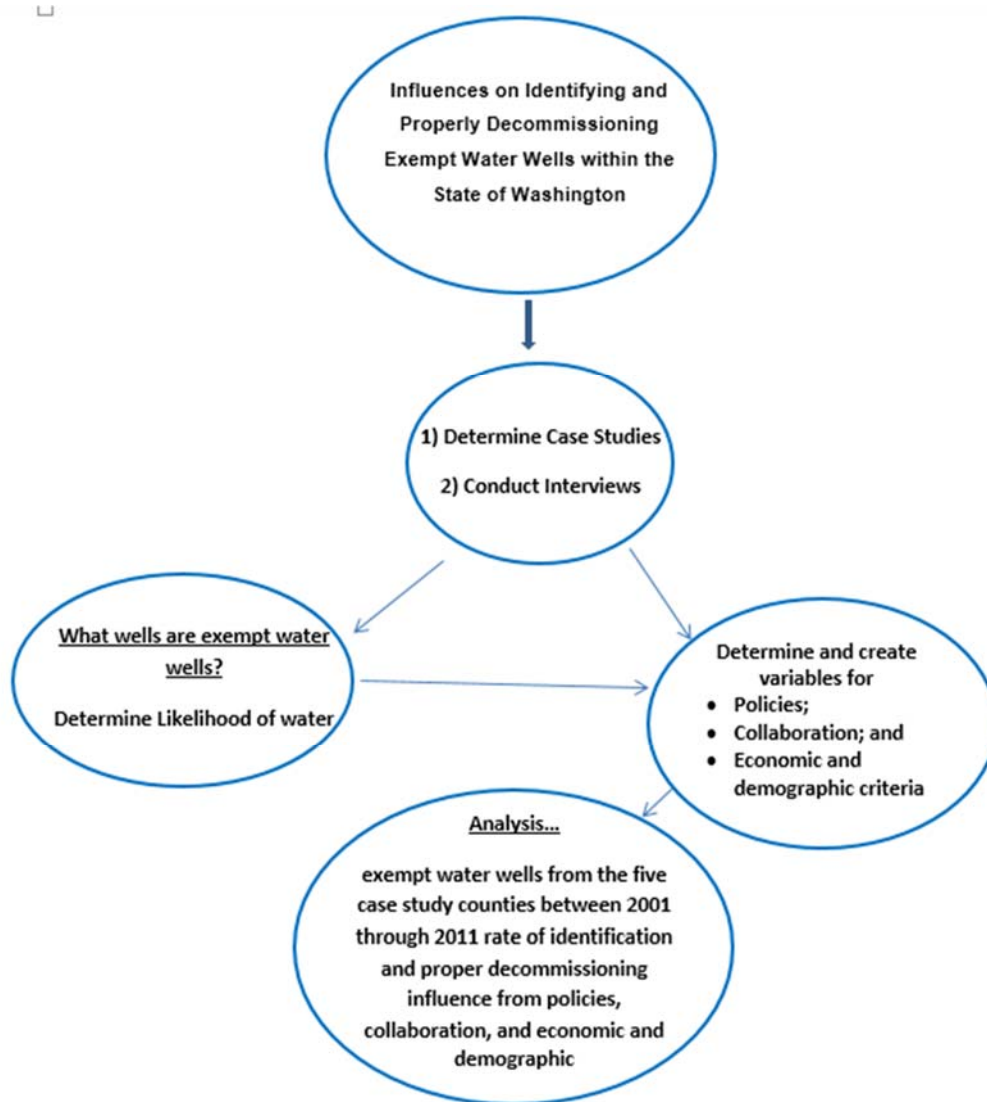 Influences on Identifying and
Properly Decommissioning
Exempt Water Wells within the
State of Washington
1) Determine Case Studies
2) Conduct Interviews
What wells are exempt water
wells?
Determine Likelihood of water
Determine and create
variables for
• Policies;
• Collaboration; and
• Economic and
demographic criteria
Analysis...
exempt water wells from the five
case study counties between 2001
through 2011 rate of identification
and proper decommissioning
influence from policies,
collaboration, and economic and
demographic